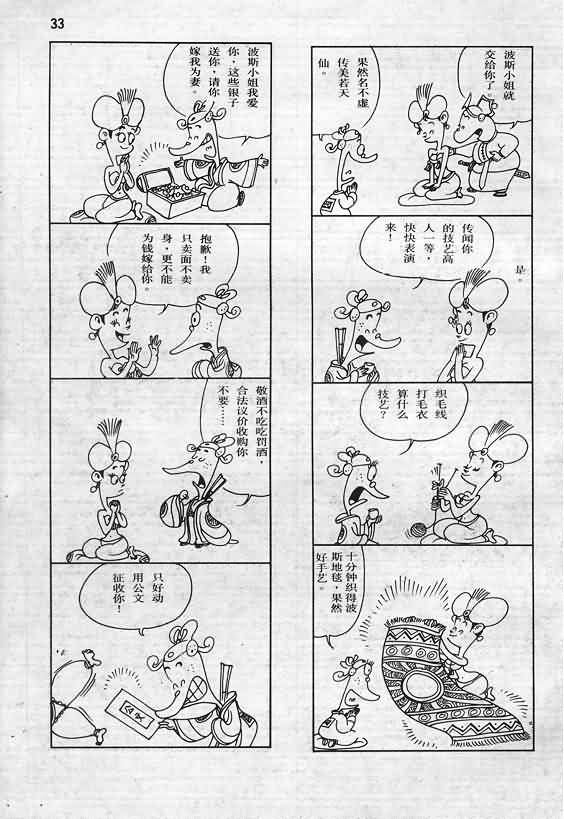 33
波斯小姐就
交给你了。
果然名不虚
传美若天
仙。
传闻你
的技艺高
人一等，
快快表演
来！
是。
织毛线
打毛衣
算什么
技艺？
十分钟织得波
斯地毯，果然
好手艺。
波斯小姐我爱
你，这些银子
送你，请你
嫁我为妻。
抱歉！我
只卖面不卖
身，更不能
为钱嫁给你。
敬酒不吃吃罚酒，
合法议价收购你
不要……
只好动
用公文
征收你！
公文